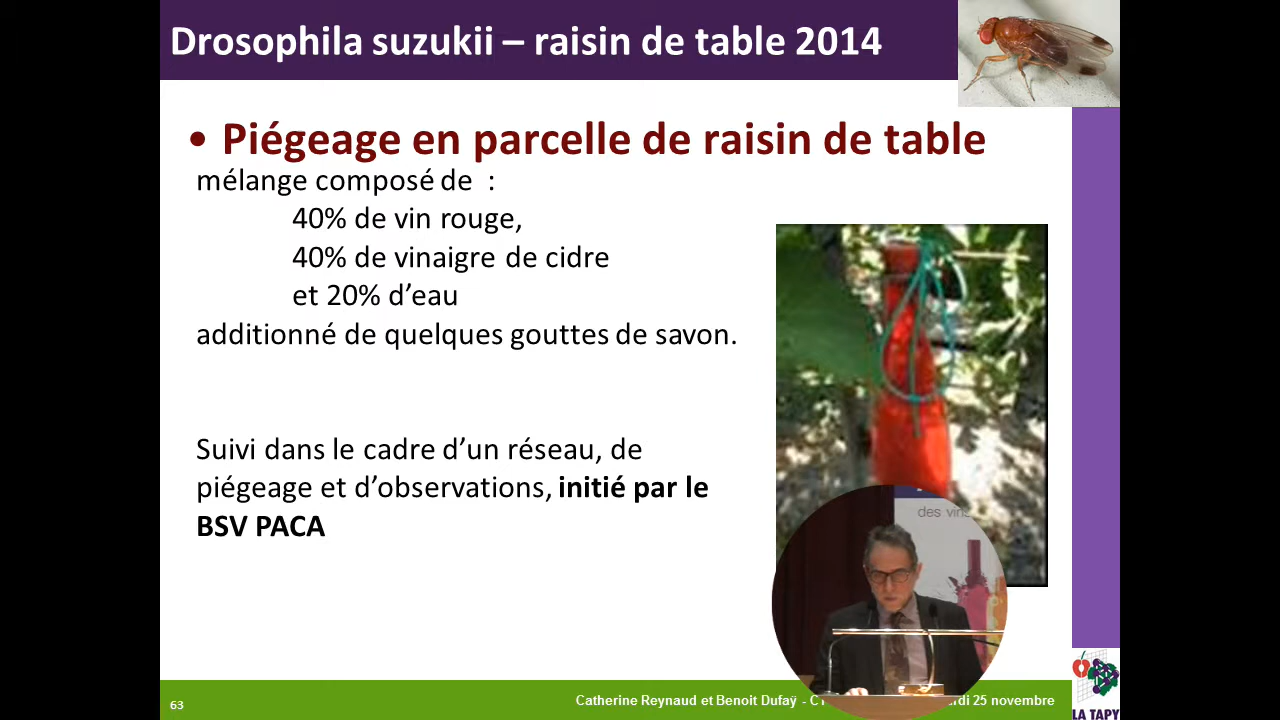 Drosophila suzukii – raisin de table 2014
• Piégeage en parcelle de raisin de table
mélange composé de :
40% de vin rouge,
40% de vinaigre de cidre
et 20% d’eau
additionné de quelques gouttes de savon.
Suivi dans le cadre d’un réseau, de
piégeage et d’observations, initié par le
BSV PACA
des vins
63
Catherine Reynaud et Benoit Dufaÿ - CT
rdi 25 novembre
LA TAPY